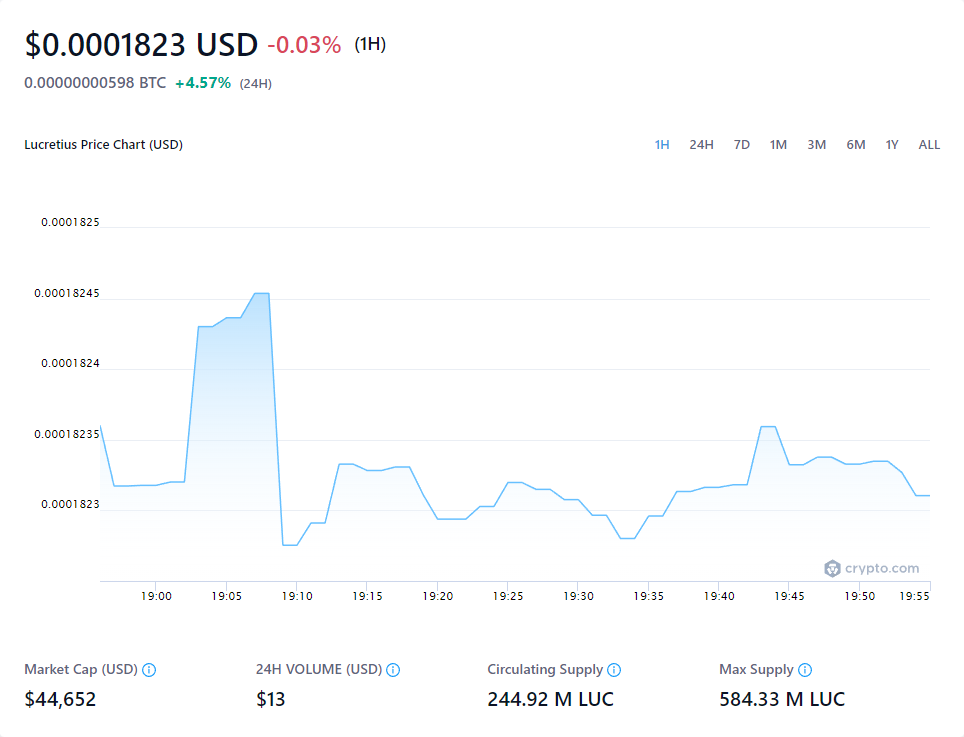 $0.0001823 USD -0.03% (1H)
0.00000000598 BTC +4.57% (24H)
Lucretius Price Chart (USD)
1H 24H 7D 1M 3M 6M 1Y ALL
0.0001825
0.00018245
0.0001824
0.00018235
0.0001823
crypto.com
19:00 19:05 19:10 19:15 19:20 19:25 19:30 19:35 19:40 19:45 19:50 19:55
Market Cap (USD) 24H VOLUME (USD) Circulating Supply Max Supply
$44,652 $13 244.92 M LUC 584.33 M LUC